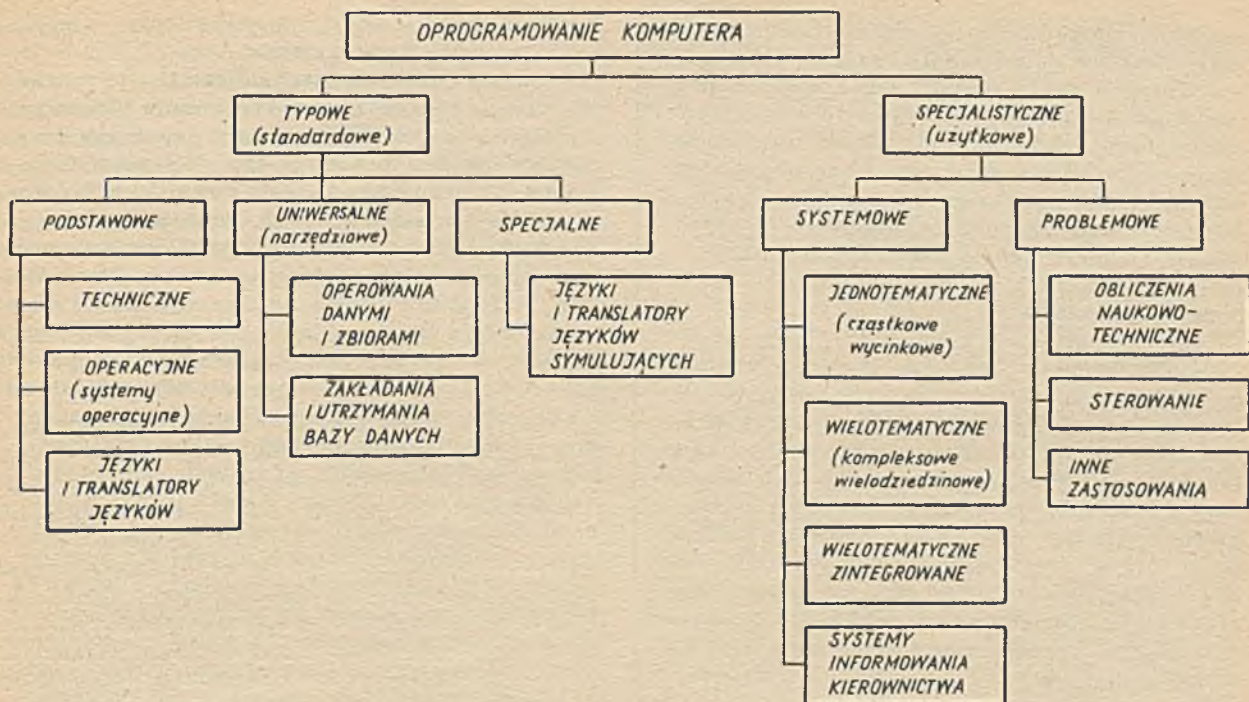 OPROGRAMOWANIE KOMPUTERA
TYPOWE
(standardowe)
SPECJALISTYCZNE
(użytkowe)
PODSTAWOWE
UNIWERSALNE
(narzędziowe)
SPECJALNE
SYSTEMOWE
PROBLEMOWE
TECHNICZNE
OPERACYJNE
(systemy
operacyjne)
JĘZYKI
I TRANSLATORY
JĘZYKÓW
OPEROWANIA
DANYMI
I ZBIORAMI
ZAKŁADANIA
I UTRZYMANIA
BAZY DANYCH
JĘZYKI
I TRANSLATORY
JĘZYKÓW
SYMULUJĄCYCH
JEDNOTEMATYCZNE
(cząstkowe
wycinkowe)
WIELOTEMATYCZNE
(kompleksowe
wielodziedzinowe)
WIELOTEMATYCZNE
ZINTEGROWANE
SYSTEMY
INFORMOWANIA
KIEROWNICTWA
OBLICZENIA
NAUKOWO-
TECHNICZNE
STEROWANIE
INNE
ZASTOSOWANIA